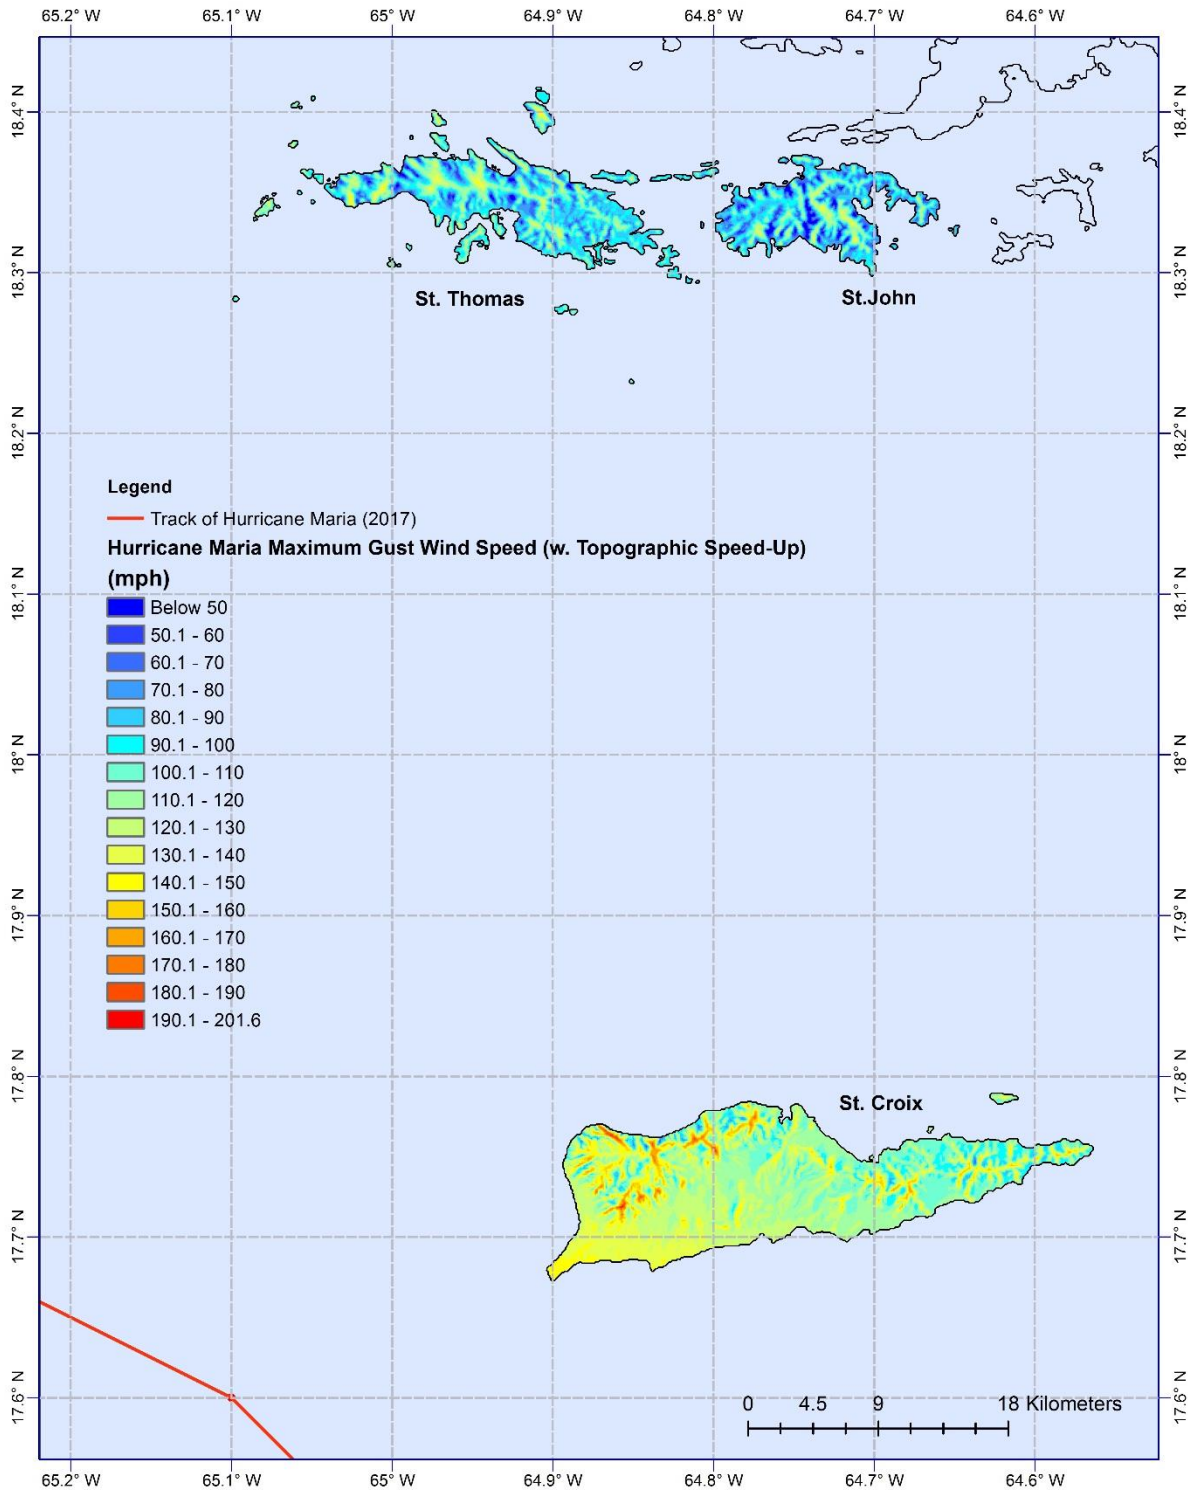 65.2° W 65.1° W 65° W 64.9° W 64.8° W 64.7° W 64.6° W
18.4° N 18.4° N
18.3° N 18.3° N
St. Thomas St.John
18.2° N 18.2° N
Legend
Track of Hurricane Maria (2017)
Hurricane Maria Maximum Gust Wind Speed (w. Topographic Speed-Up)
(mph)
Below 50
18.1° N 18.1° N
50.1 - 60
60.1 - 70
70.1 - 80
80.1 - 90
90.1 - 100
18° N 18° N
100.1 - 110
110.1 - 120
120.1 - 130
130.1 - 140
140.1 - 150
150.1 - 160
17.9° N 17.9° N
160.1 - 170
170.1 - 180
180.1 - 190
190.1 - 201.6
17.8° N 17.8° N
St. Croix
17.7° N 17.7° N
17.6° N 17.6° N
0 4.5 9 18 Kilometers
65.2° W 65.1° W 65° W 64.9° W 64.8° W 64.7° W 64.6° W